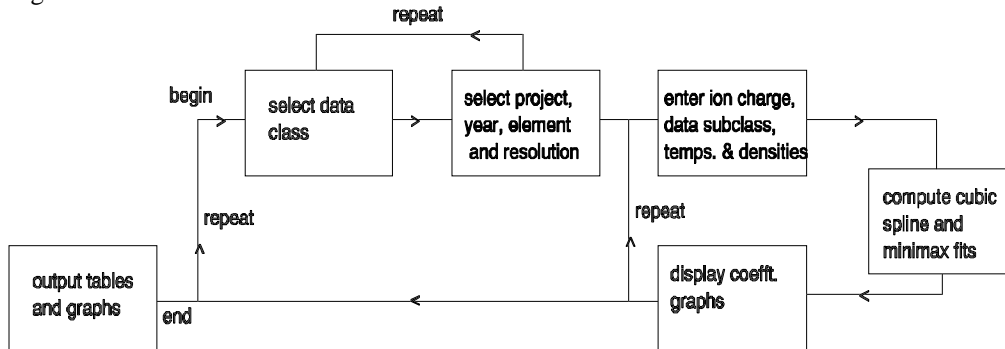 repeat
begin
select data
class
select project,
year, element
and resolution
enter ion charge,
data subclass,
temps. & densities
compute cubic
spline and
minimax fits
repeat
repeat
display coefft.
graphs
output tables
and graphs
end